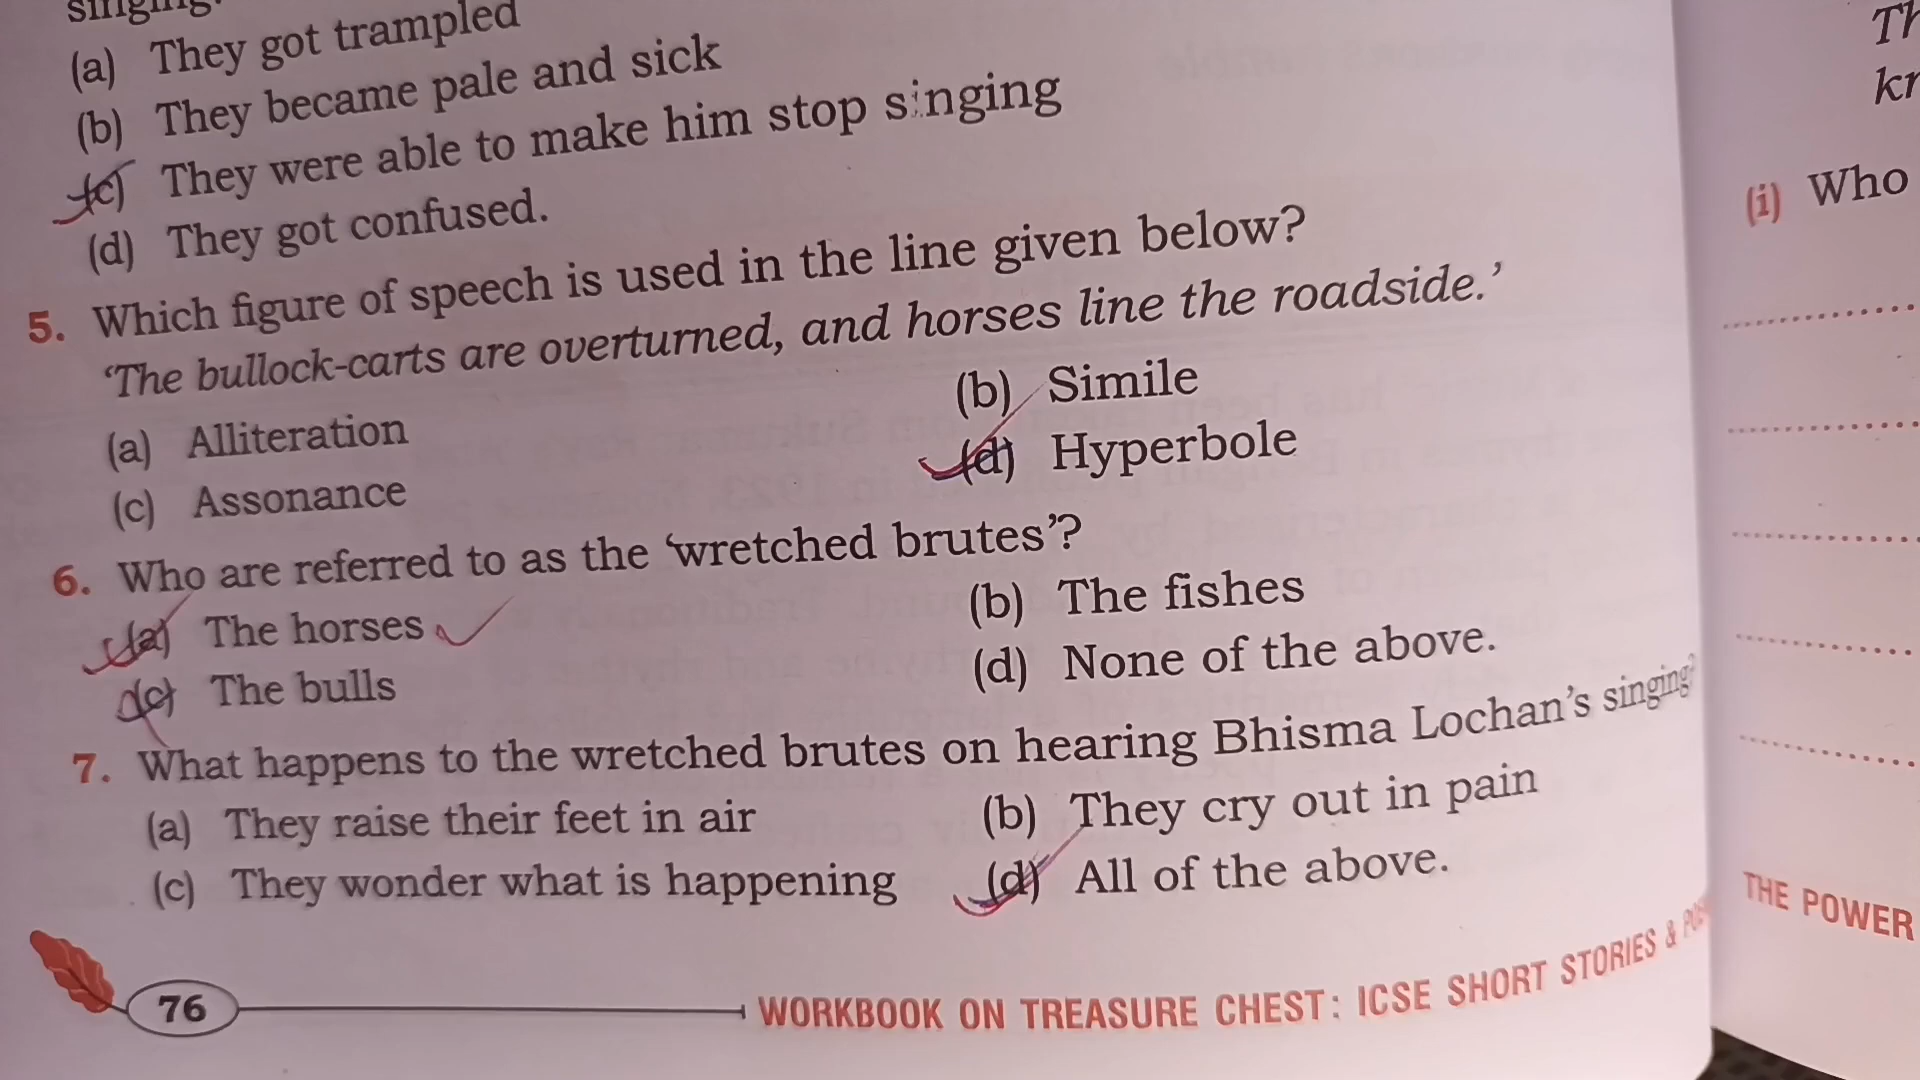 singing.
(a) They got trampled
(b) They became pale and sick
(c) They were able to make him stop singing
(d) They got confused.
5. Which figure of speech is used in the line given below?
‘The bullock-carts are overturned, and horses line the roadside.’
(a) Alliteration
(b) Simile
(c) Assonance
(d) Hyperbole
6. Who are referred to as the ‘wretched brutes’?
(a) The horses
(b) The fishes
(c) The bulls
(d) None of the above.
7. What happens to the wretched brutes on hearing Bhisma Lochan’s singing?
(a) They raise their feet in air
(b) They cry out in pain
(c) They wonder what is happening
(d) All of the above.
76
WORKBOOK ON TREASURE CHEST: ICSE SHORT STORIES &
(i) Who
THE POWER